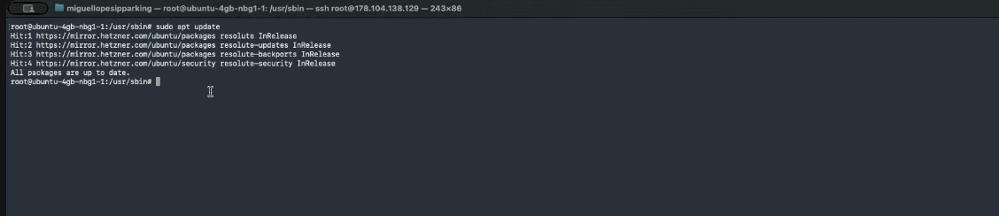 miguellopesipparking — root@ubuntu-4gb-nbg1-1: /usr/sbin — ssh root@178.104.138.129 — 243×86
root@ubuntu-4gb-nbg1-1:/usr/sbin# sudo apt update
Hit:1 https://mirror.hetzner.com/ubuntu/packages resolute InRelease
Hit:2 https://mirror.hetzner.com/ubuntu/packages resolute-updates InRelease
Hit:3 https://mirror.hetzner.com/ubuntu/packages resolute-backports InRelease
Hit:4 https://mirror.hetzner.com/ubuntu/security resolute-security InRelease
All packages are up to date.
root@ubuntu-4gb-nbg1-1:/usr/sbin#